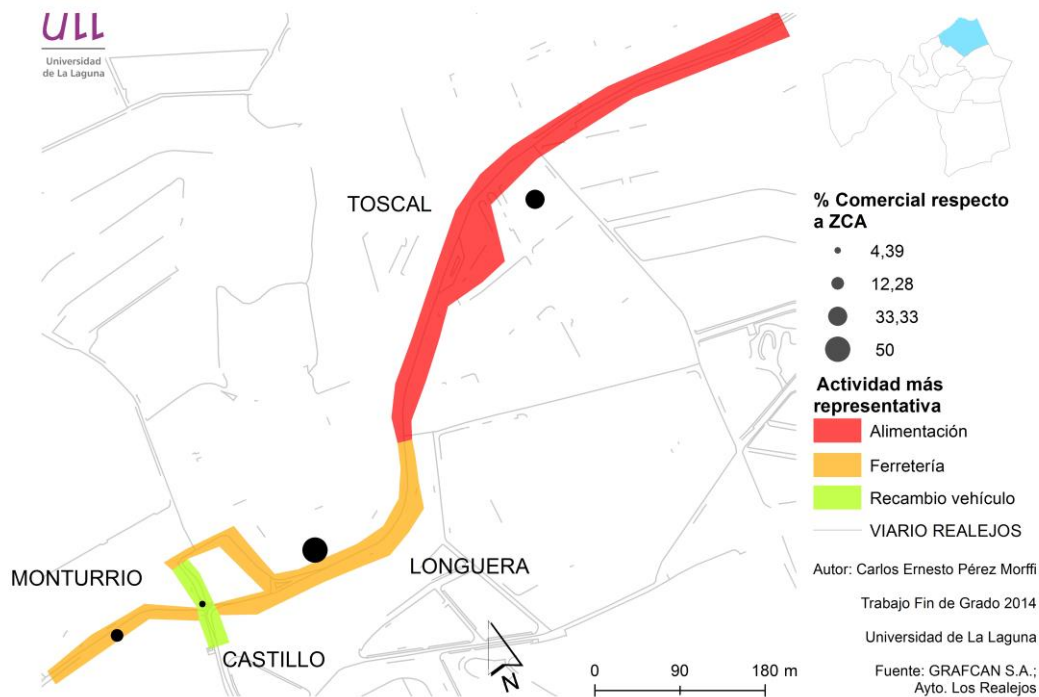 ULL
Universidad
de La Laguna
TOSCAL
MONTURRIO
LONGUERA
CASTILLO
N
0 90 180 m
% Comercial respecto
a ZCA
4,39
12,28
33,33
50
Actividad más
representativa
Alimentación
Ferretería
Recambio vehículo
VIARIO REALEJOS
Autor: Carlos Ernesto Pérez Morffi
Trabajo Fin de Grado 2014
Universidad de La Laguna
Fuente: GRAFCAN S.A.;
Ayto. Los Realejos